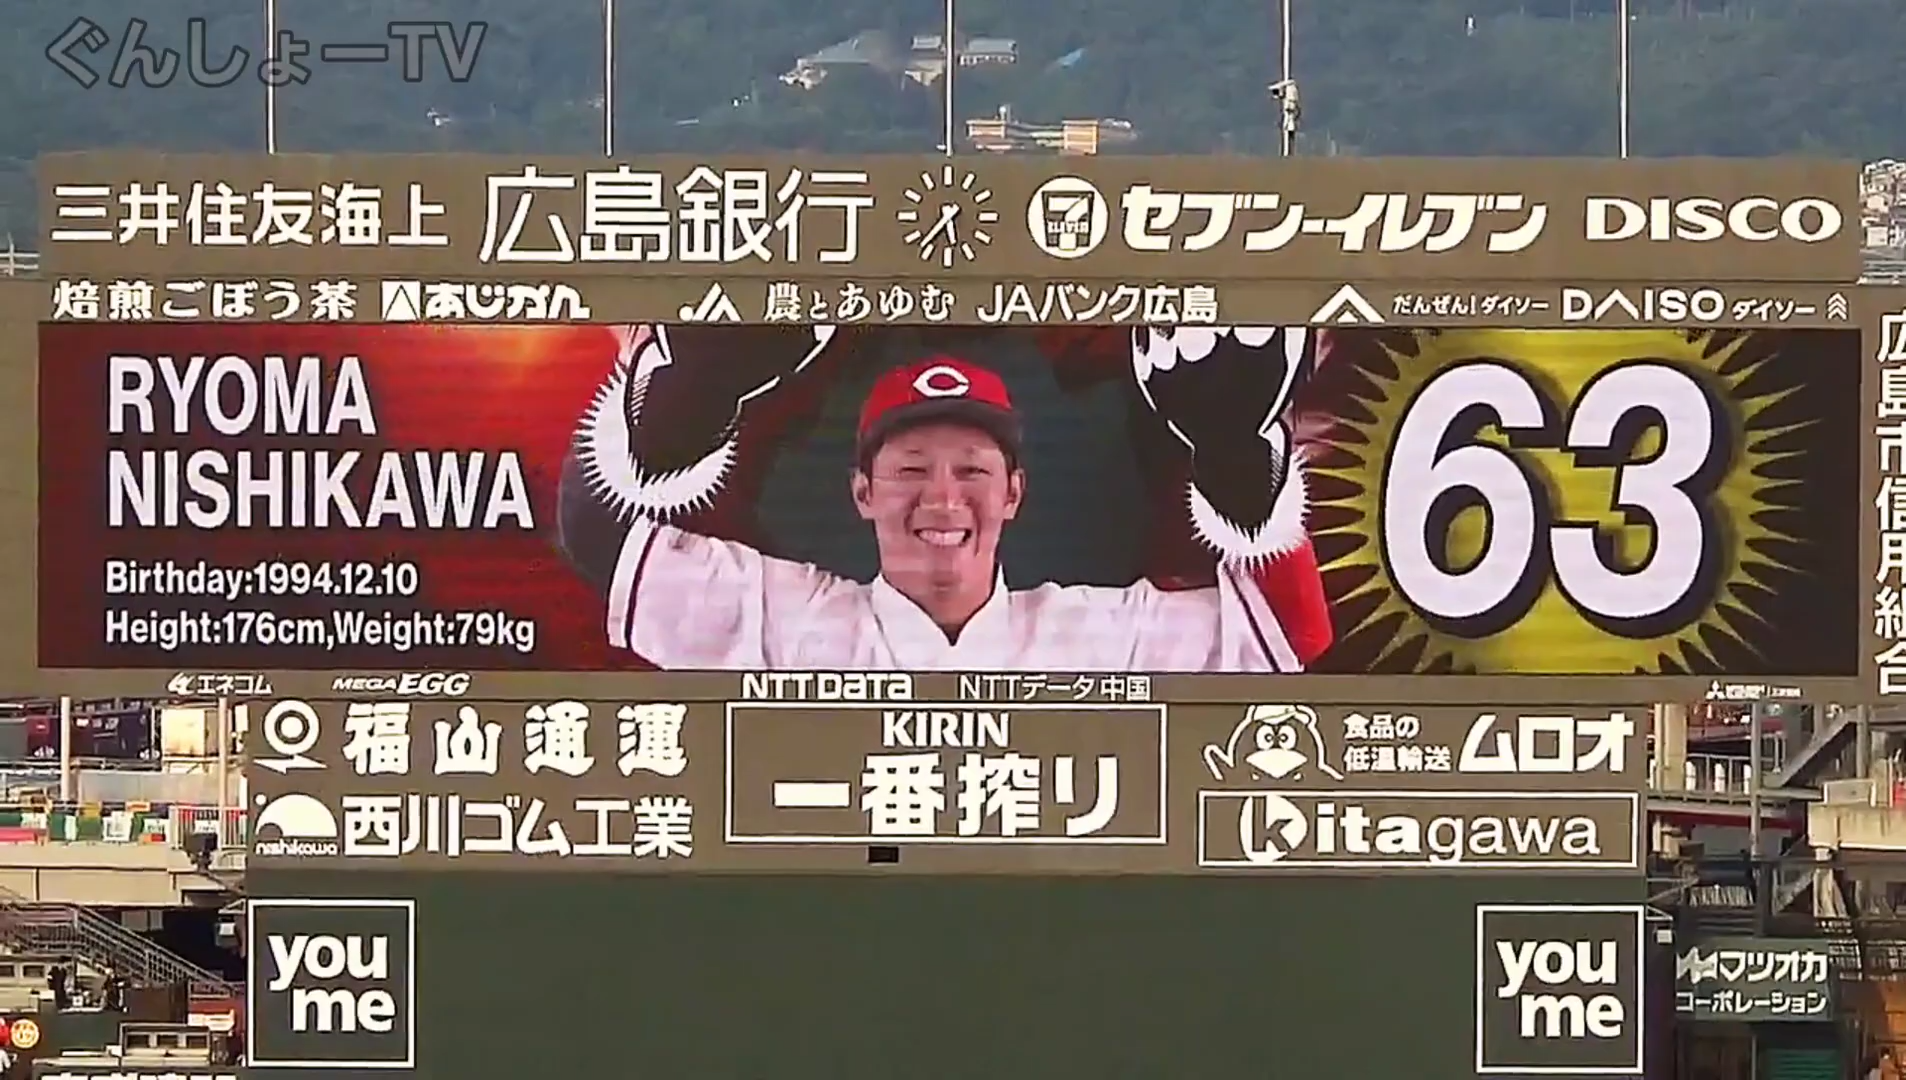 ぐんしょーTV
三井住友海上 広島銀行 セブン-イレブン DISCO
焙煎ごぼう茶 あじかん 農とあゆむ JAバンク広島 だんぜん!ダイソー DAISO ダイソー
RYOMA
NISHIKAWA
Birthday:1994.12.10
Height:176cm,Weight:79kg
63
広島市信用組合
エネコム MEGA EGG NTT DATA NTTデータ中国
福山通運
KIRIN
一番搾り
食品の
低温輸送
ムロオ
nishikawa 西川ゴム工業
Kitagawa
you
me
you
me
マツオカ
コーポレーション